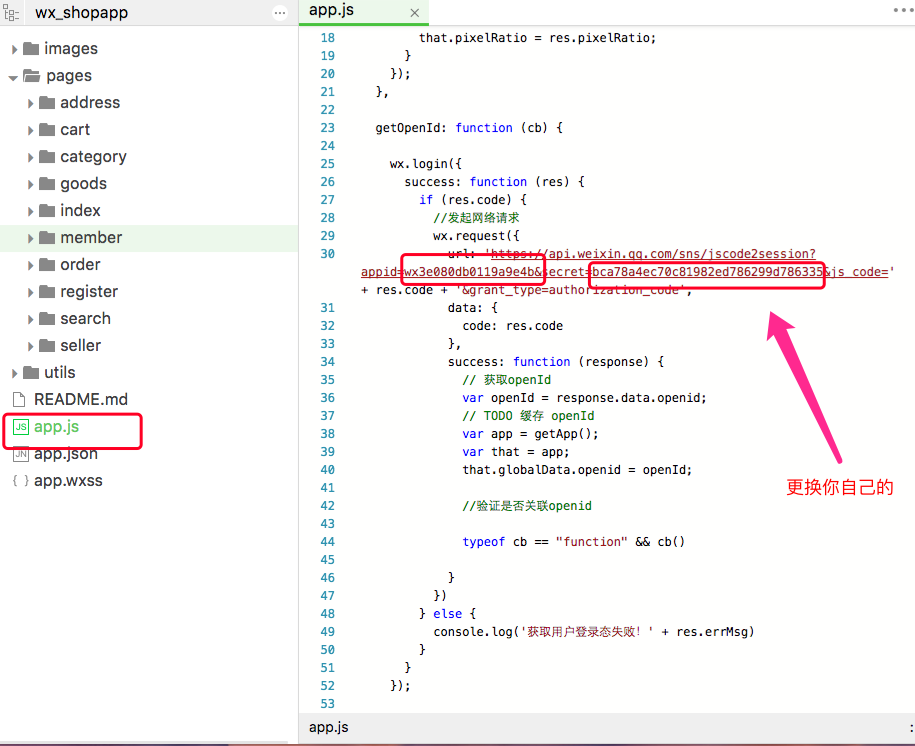 wx_shopapp
images
pages
address
cart
category
goods
index
member
order
register
search
seller
utils
README.md
JS app.js
JN app.json
{ } app.wxss
app.js
18 that.pixelRatio = res.pixelRatio;
19 }
20 });
21 },
22
23 getOpenId: function (cb) {
24
25 wx.login({
26 success: function (res) {
27 if (res.code) {
28 //发起网络请求
29 wx.request({
30 url: 'https://api.weixin.qq.com/sns/jscode2session?
appid=wx3e080db0119a9e4b&secret=bca78a4ec70c81982ed786299d786335&js_code='
+ res.code + '&grant_type=authorization_code',
31 data: {
32 code: res.code
33 },
34 success: function (response) {
35 // 获取openId
36 var openId = response.data.openid;
37 // TODO 缓存 openId
38 var app = getApp();
39 var that = app;
40 that.globalData.openid = openId;
41
42 //验证是否关联openid
43
44 typeof cb == "function" && cb()
45
46 }
47 })
48 } else {
49 console.log('获取用户登录态失败！' + res.errMsg)
50 }
51 }
52 });
53
更换你自己的
app.js